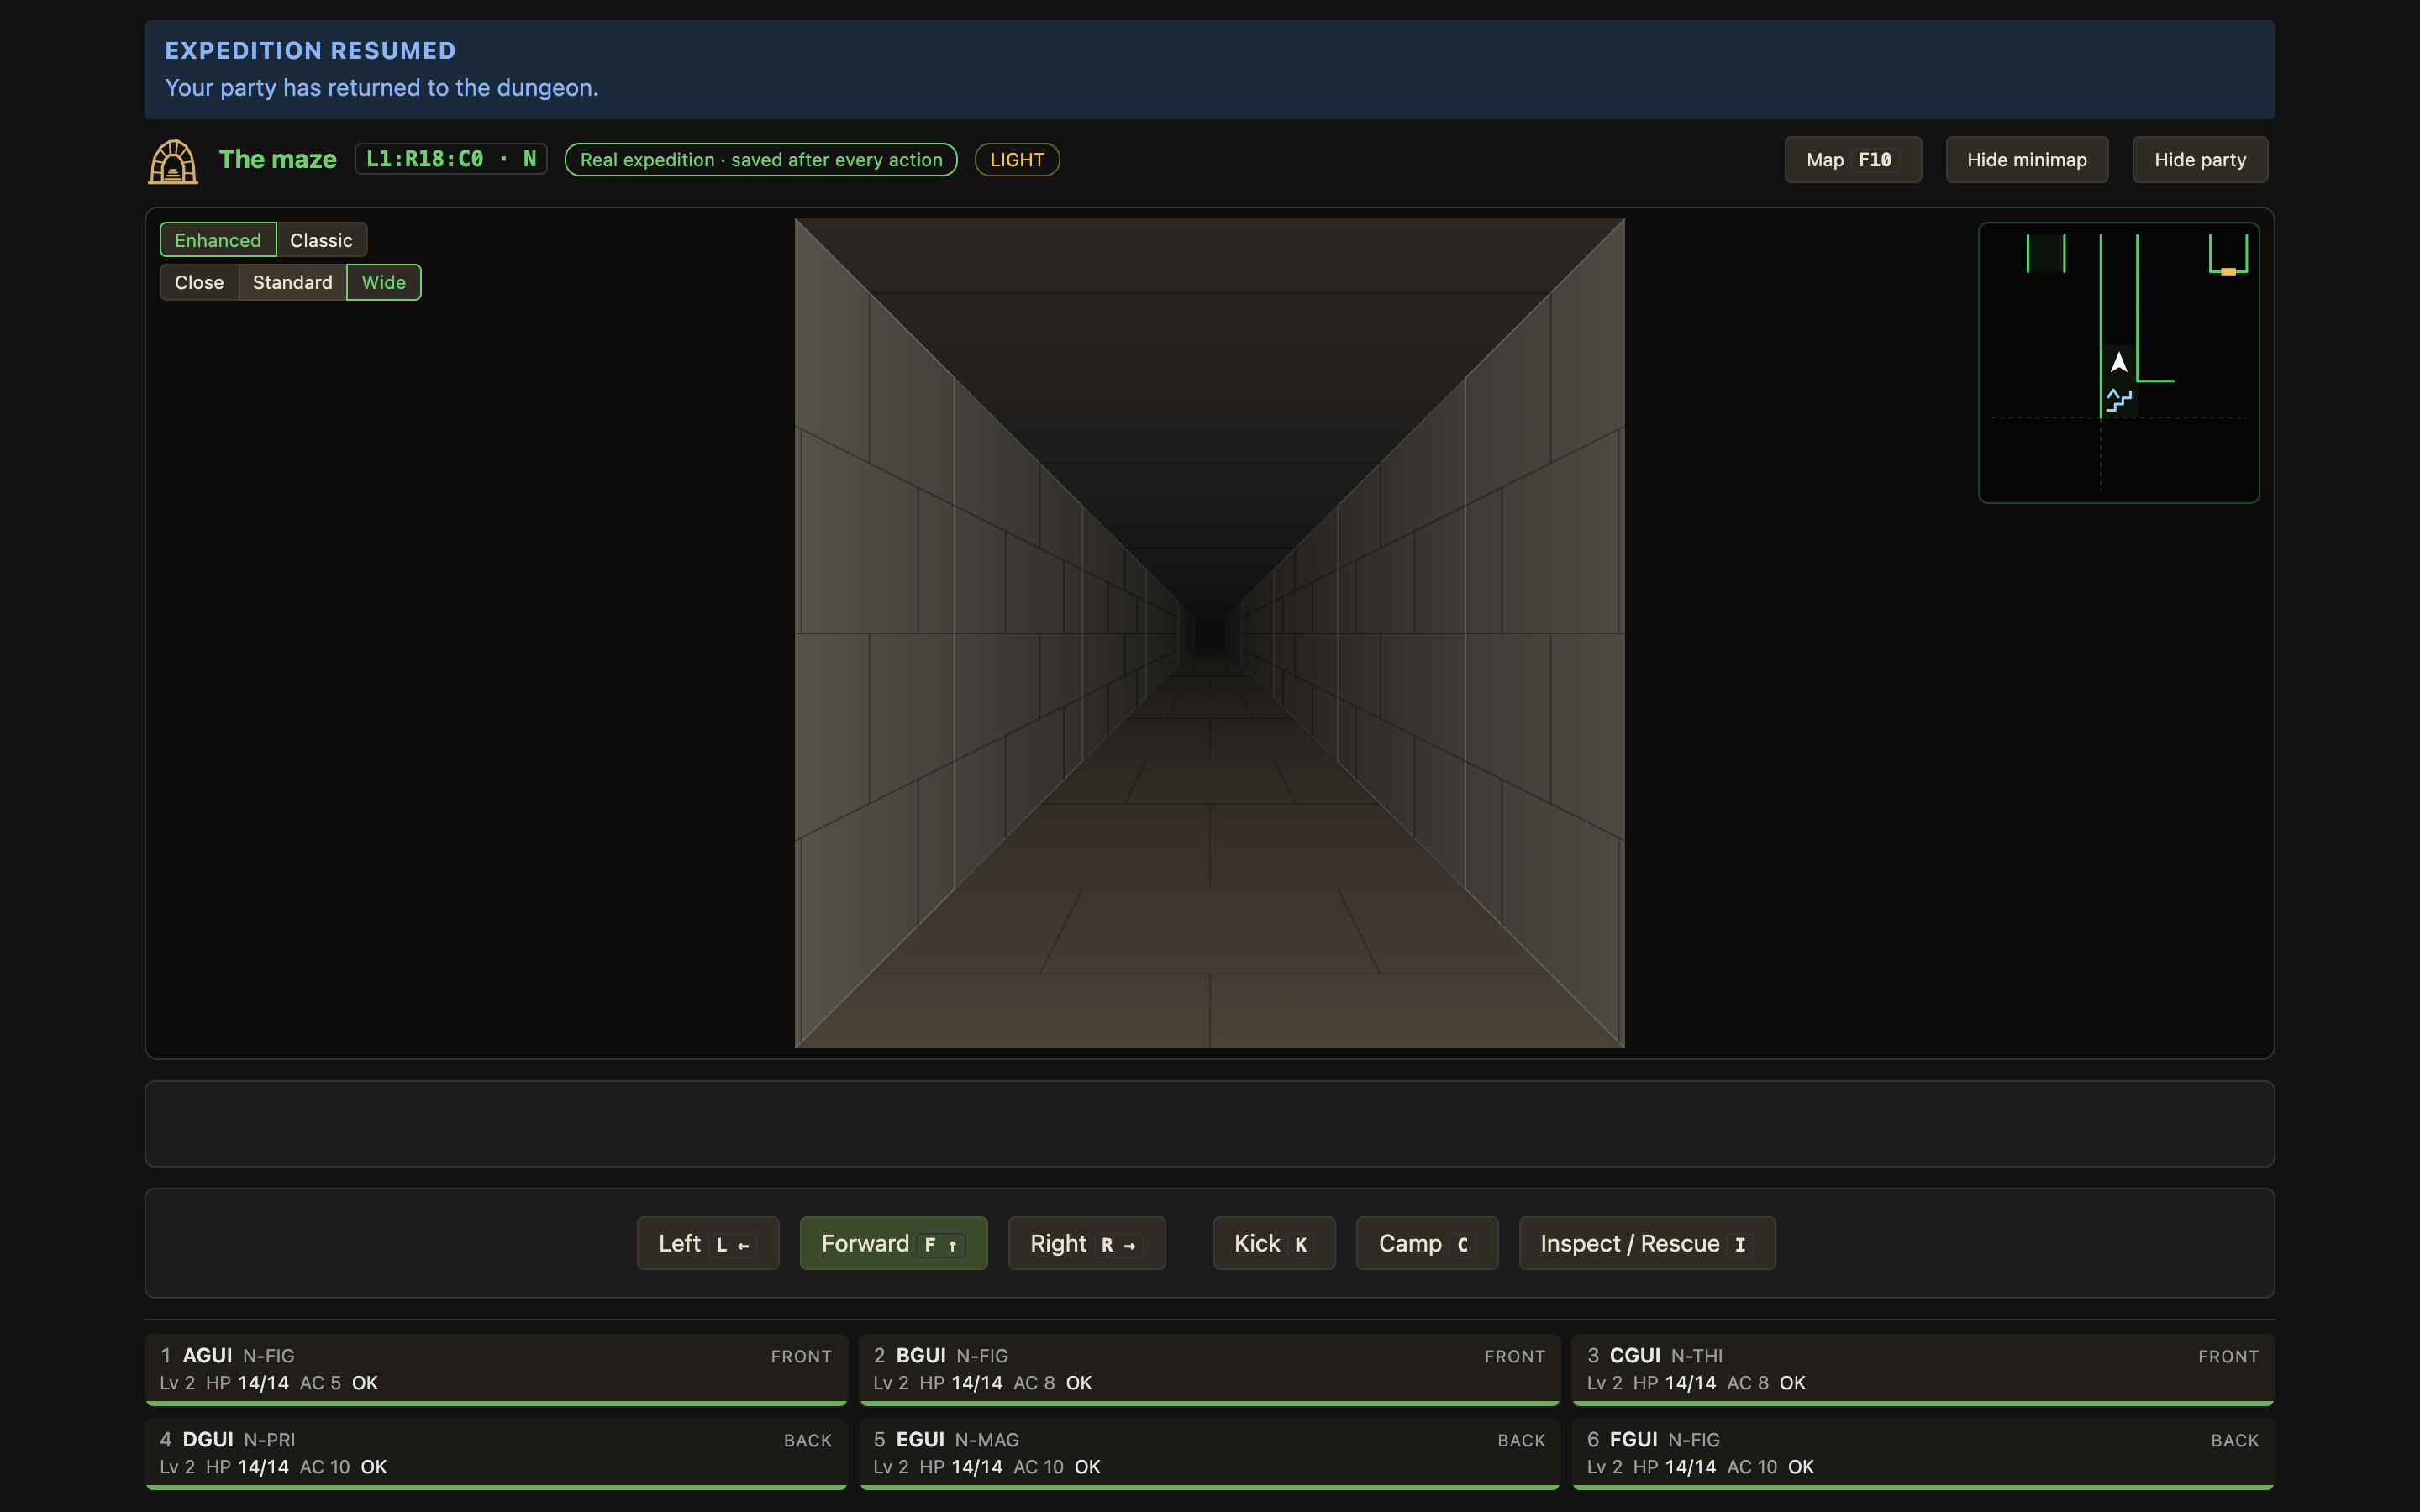 EXPEDITION RESUMED
Your party has returned to the dungeon.
The maze L1:R18:C0 · N Real expedition · saved after every action LIGHT Map F10 Hide minimap Hide party
Enhanced Classic
Close Standard Wide
Left L ← Forward F ↑ Right R → Kick K Camp C Inspect / Rescue I
1 AGUI N-FIG FRONT
Lv 2 HP 14/14 AC 5 OK
2 BGUI N-FIG FRONT
Lv 2 HP 14/14 AC 8 OK
3 CGUI N-THI FRONT
Lv 2 HP 14/14 AC 8 OK
4 DGUI N-PRI BACK
Lv 2 HP 14/14 AC 10 OK
5 EGUI N-MAG BACK
Lv 2 HP 14/14 AC 10 OK
6 FGUI N-FIG BACK
Lv 2 HP 14/14 AC 10 OK